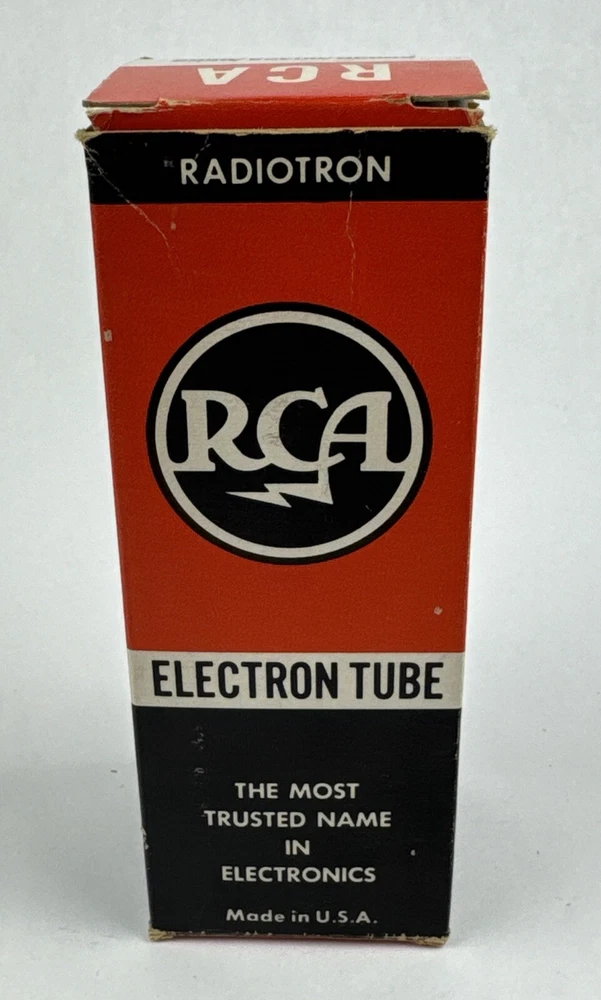 RCA
RADIOTRON
RCA
ELECTRON TUBE
THE MOST
TRUSTED NAME
IN
ELECTRONICS
Made in U.S.A.